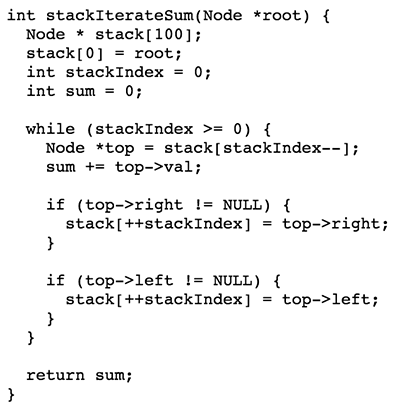 int stackIterateSum(Node *root) {
  Node * stack[100];
  stack[0] = root;
  int stackIndex = 0;
  int sum = 0;

  while (stackIndex >= 0) {
    Node *top = stack[stackIndex--];
    sum += top->val;

    if (top->right != NULL) {
      stack[++stackIndex] = top->right;
    }

    if (top->left != NULL) {
      stack[++stackIndex] = top->left;
    }
  }

  return sum;
}